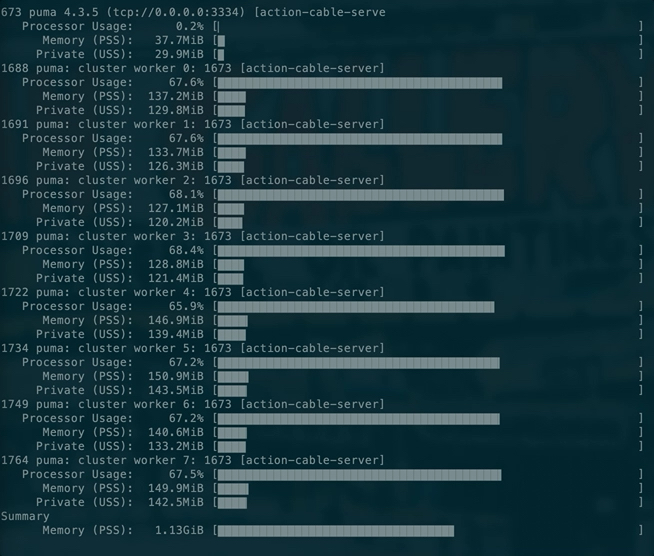 673 puma 4.3.5 (tcp://0.0.0.0:3334) [action-cable-serve
Processor Usage: 0.2% [ ]
Memory (PSS): 37.7MiB [ ]
Private (USS): 29.9MiB [ ]
1688 puma: cluster worker 0: 1673 [action-cable-server]
Processor Usage: 67.6% [ ]
Memory (PSS): 137.2MiB [ ]
Private (USS): 129.8MiB [ ]
1691 puma: cluster worker 1: 1673 [action-cable-server]
Processor Usage: 67.6% [ ]
Memory (PSS): 133.7MiB [ ]
Private (USS): 126.3MiB [ ]
1696 puma: cluster worker 2: 1673 [action-cable-server]
Processor Usage: 68.1% [ ]
Memory (PSS): 127.1MiB [ ]
Private (USS): 120.2MiB [ ]
1709 puma: cluster worker 3: 1673 [action-cable-server]
Processor Usage: 68.4% [ ]
Memory (PSS): 128.8MiB [ ]
Private (USS): 121.4MiB [ ]
1722 puma: cluster worker 4: 1673 [action-cable-server]
Processor Usage: 65.9% [ ]
Memory (PSS): 146.9MiB [ ]
Private (USS): 139.4MiB [ ]
1734 puma: cluster worker 5: 1673 [action-cable-server]
Processor Usage: 67.2% [ ]
Memory (PSS): 150.9MiB [ ]
Private (USS): 143.5MiB [ ]
1749 puma: cluster worker 6: 1673 [action-cable-server]
Processor Usage: 67.2% [ ]
Memory (PSS): 140.6MiB [ ]
Private (USS): 133.2MiB [ ]
1764 puma: cluster worker 7: 1673 [action-cable-server]
Processor Usage: 67.5% [ ]
Memory (PSS): 149.9MiB [ ]
Private (USS): 142.5MiB [ ]
Summary
Memory (PSS): 1.13GiB [ ]